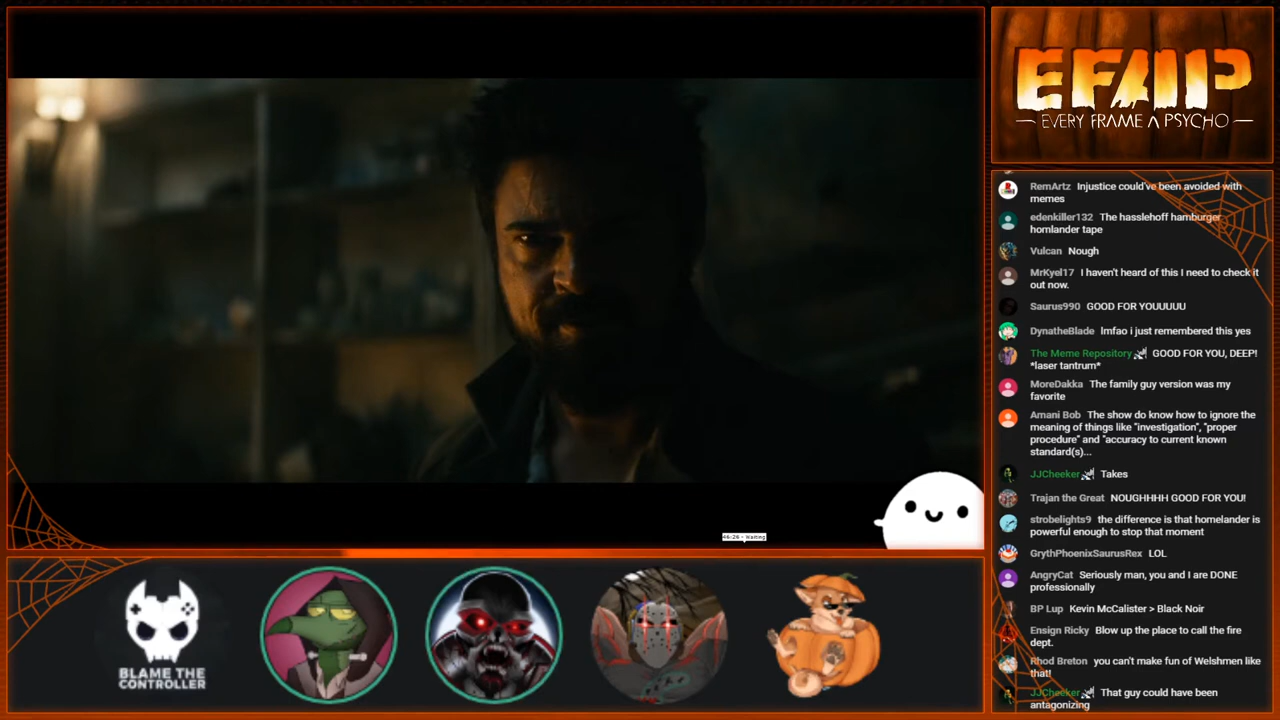 EFAP
EVERY FRAME A PSYCHO
RemArtz Injustice could've been avoided with
memes
edenkiller132 The hasslehoff hamburger
homlander tape
Vulcan Nough
MrKyel17 I haven't heard of this I need to check it
out now.
Saurus990 GOOD FOR YOUUUUU
DynatheBlade lmfao i just remembered this yes
The Meme Repository GOOD FOR YOU, DEEP!
*laser tantrum*
MoreDakka The family guy version was my
favorite
Amani Bob The show do know how to ignore the
meaning of things like "investigation", "proper
procedure" and "accuracy to current known
standard(s)...
JJCheeker Takes
Trajan the Great NOUGHHHH GOOD FOR YOU!
strobelights9 the difference is that homelander is
powerful enough to stop that moment
GrythPhoenixSaurusRex LOL
AngryCat Seriously man, you and I are DONE
professionally
BP Lup Kevin McCalister > Black Noir
Ensign Ricky Blow up the place to call the fire
dept.
Rhod Breton you can't make fun of Welshmen like
that!
JJCheeker That guy could have been
antagonizing
BLAME THE
CONTROLLER